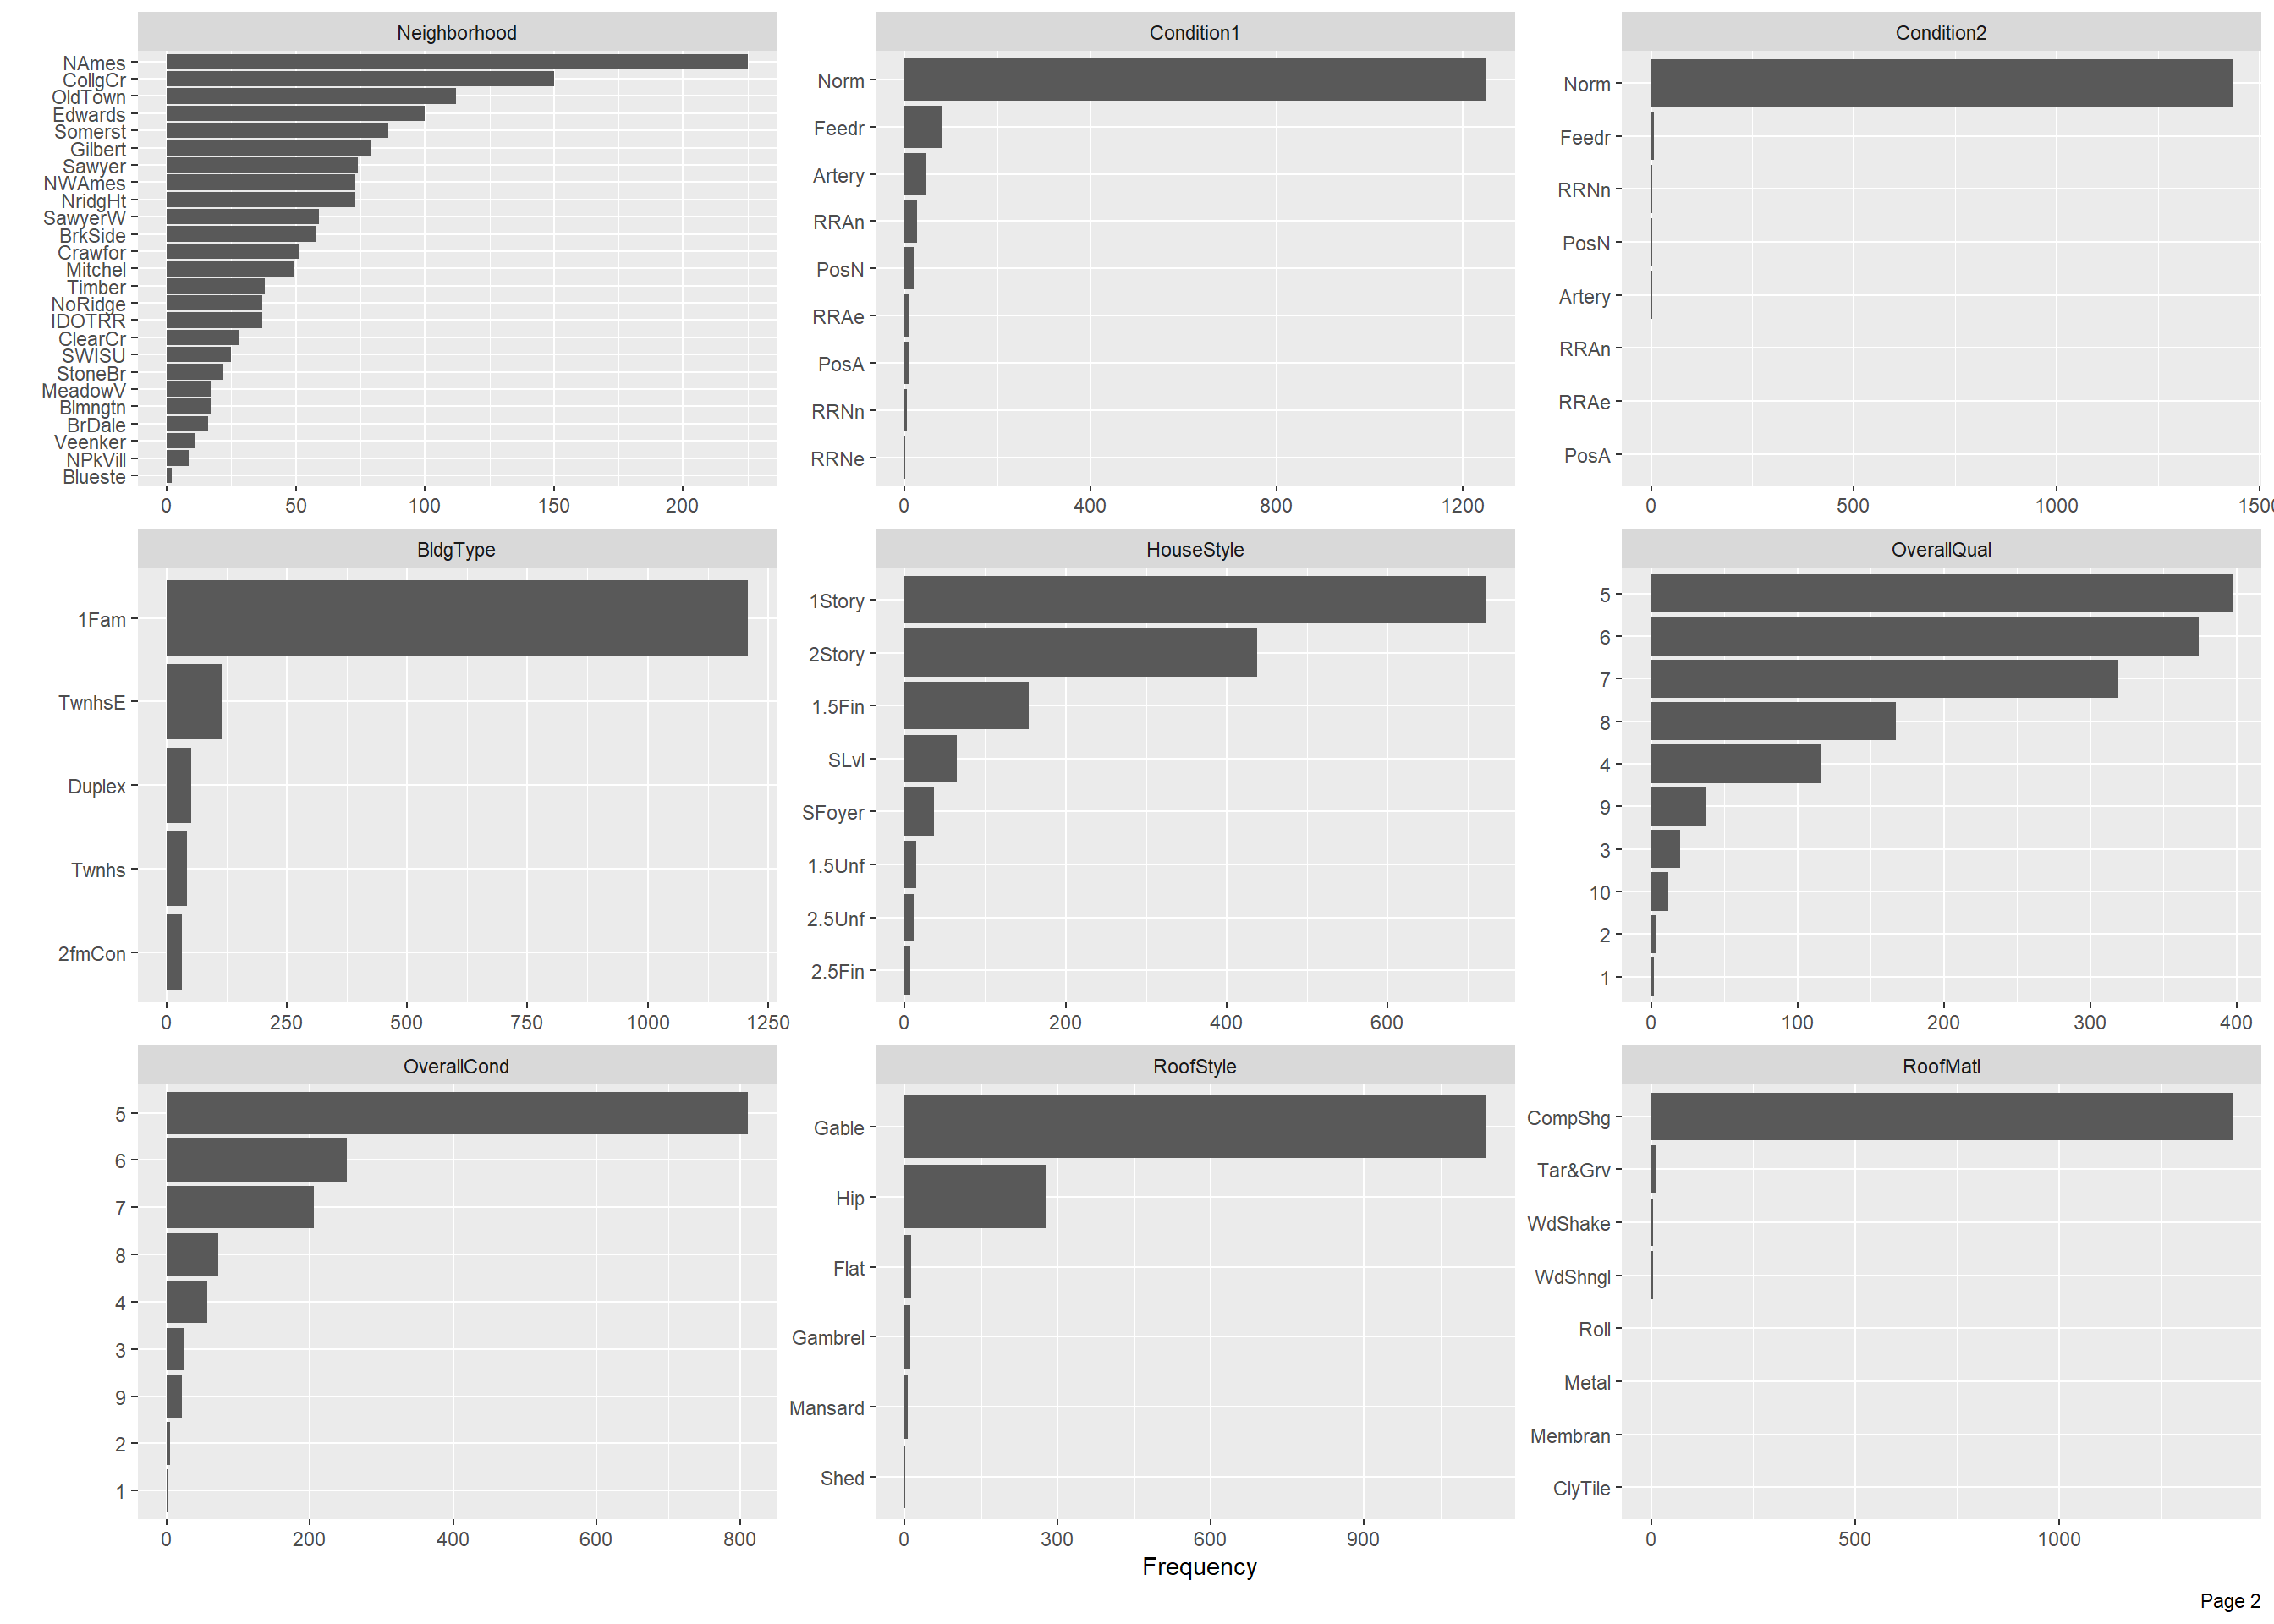 Neighborhood
NAmes
CollgCr
OldTown
Edwards
Somerst
Gilbert
Sawyer
NWAmes
NridgHt
SawyerW
BrkSide
Crawfor
Mitchel
Timber
NoRidge
IDOTRR
ClearCr
SWISU
StoneBr
MeadowV
Blmngtn
BrDale
Veenker
NPkVill
Blueste
0 50 100 150 200
Condition1
Norm
Feedr
Artery
RRAn
PosN
RRAe
PosA
RRNn
RRNe
0 400 800 1200
Condition2
Norm
Feedr
RRNn
PosN
Artery
RRAn
RRAe
PosA
0 500 1000 1500
BldgType
1Fam
TwnhsE
Duplex
Twnhs
2fmCon
0 250 500 750 1000 1250
HouseStyle
1Story
2Story
1.5Fin
SLvl
SFoyer
1.5Unf
2.5Unf
2.5Fin
0 200 400 600
OverallQual
5
6
7
8
4
9
3
10
2
1
0 100 200 300 400
OverallCond
5
6
7
8
4
3
9
2
1
0 200 400 600 800
RoofStyle
Gable
Hip
Flat
Gambrel
Mansard
Shed
0 300 600 900
RoofMatl
CompShg
Tar&Grv
WdShake
WdShngl
Roll
Metal
Membran
ClyTile
0 500 1000
Frequency
Page 2